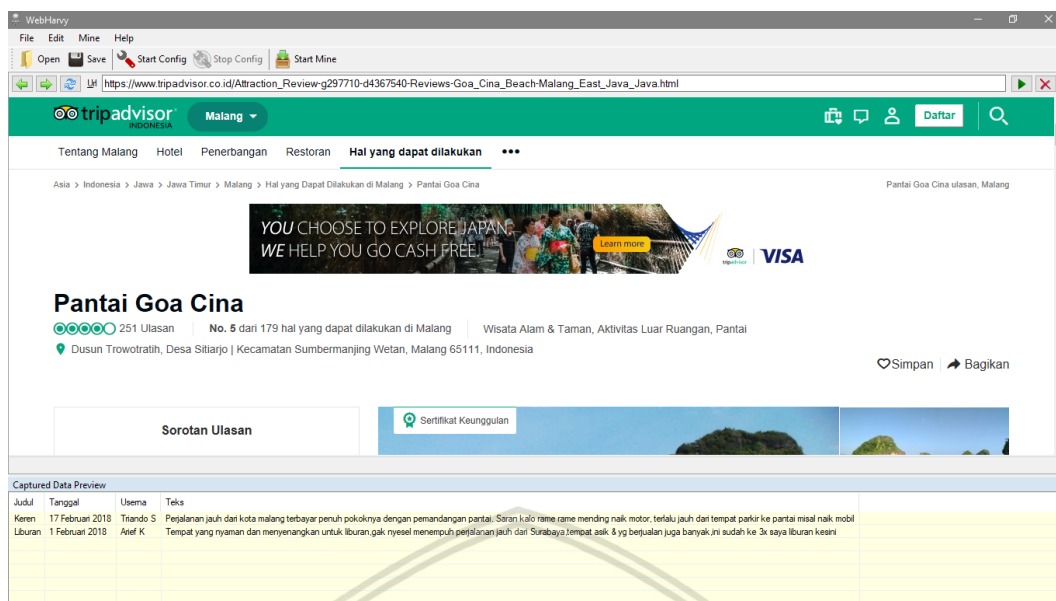 WebHarvy
File Edit Mine Help
Open Save Start Config Stop Config Start Mine
Url https://www.tripadvisor.co.id/Attraction_Review-g297710-d4367540-Reviews-Goa_Cina_Beach-Malang_East_Java_Java.html
tripadvisor INDONESIA Malang Daftar
Tentang Malang Hotel Penerbangan Restoran Hal yang dapat dilakukan •••
Asia > Indonesia > Jawa > Jawa Timur > Malang > Hal yang Dapat Dilakukan di Malang > Pantai Goa Cina Pantai Goa Cina ulasan, Malang
YOU CHOOSE TO EXPLORE JAPAN.
WE HELP YOU GO CASH FREE.
Learn more
tripadvisor VISA
Pantai Goa Cina
251 Ulasan No. 5 dari 179 hal yang dapat dilakukan di Malang Wisata Alam & Taman, Aktivitas Luar Ruangan, Pantai
Dusun Trowotratih, Desa Sitiarjo | Kecamatan Sumbermanjing Wetan, Malang 65111, Indonesia
Simpan Bagikan
Sorotan Ulasan
Sertifikat Keunggulan
Captured Data Preview
Judul Tanggal Userna Teks
Keren 17 Februari 2018 Triando S Perjalanan jauh dari kota malang terbayar penuh pokoknya dengan pemandangan pantai. Saran kalo rame rame mending naik motor, terlalu jauh dari tempat parkir ke pantai misal naik mobil
Liburan 1 Februari 2018 Arief K Tempat yang nyaman dan menyenangkan untuk liburan,gak nyesel menempuh perjalanan jauh dari Surabaya,tempat asik & yg berjualan juga banyak,ini sudah ke 3x saya liburan kesini